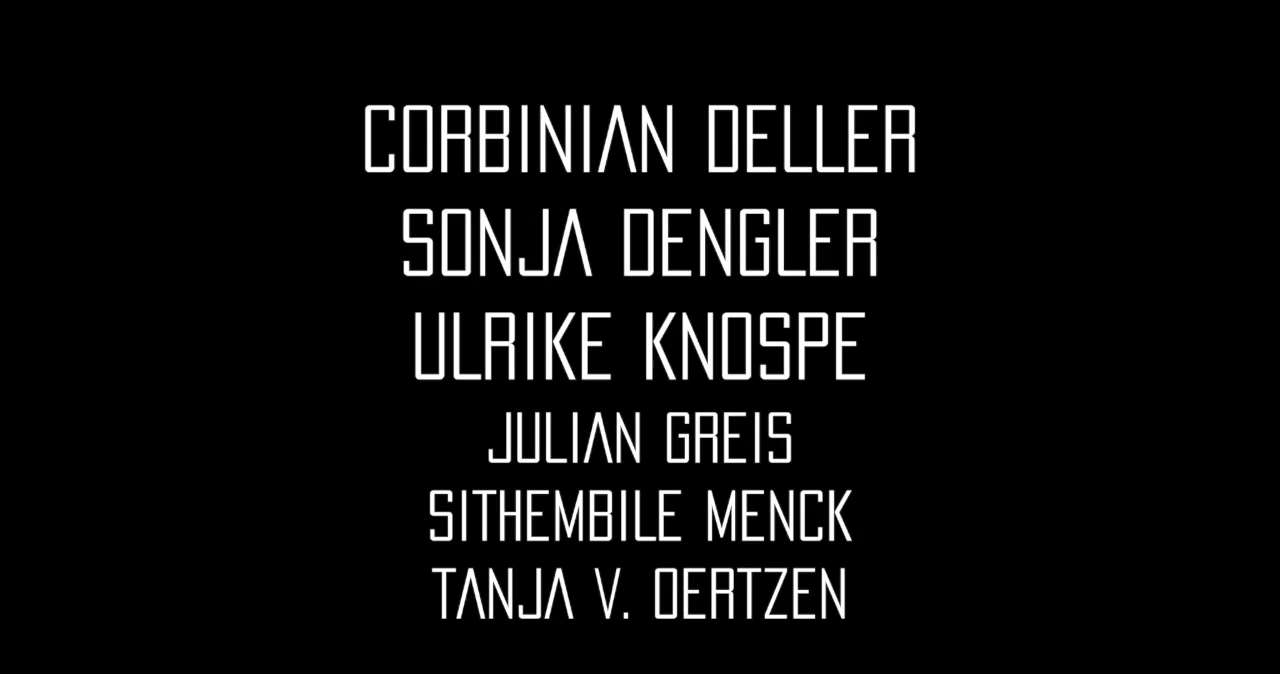 CORBINIAN DELLER
SONJA DENGLER
ULRIKE KNOSPE
JULIAN GREIS
SITHEMBILE MENCK
TANJA V. OERTZEN